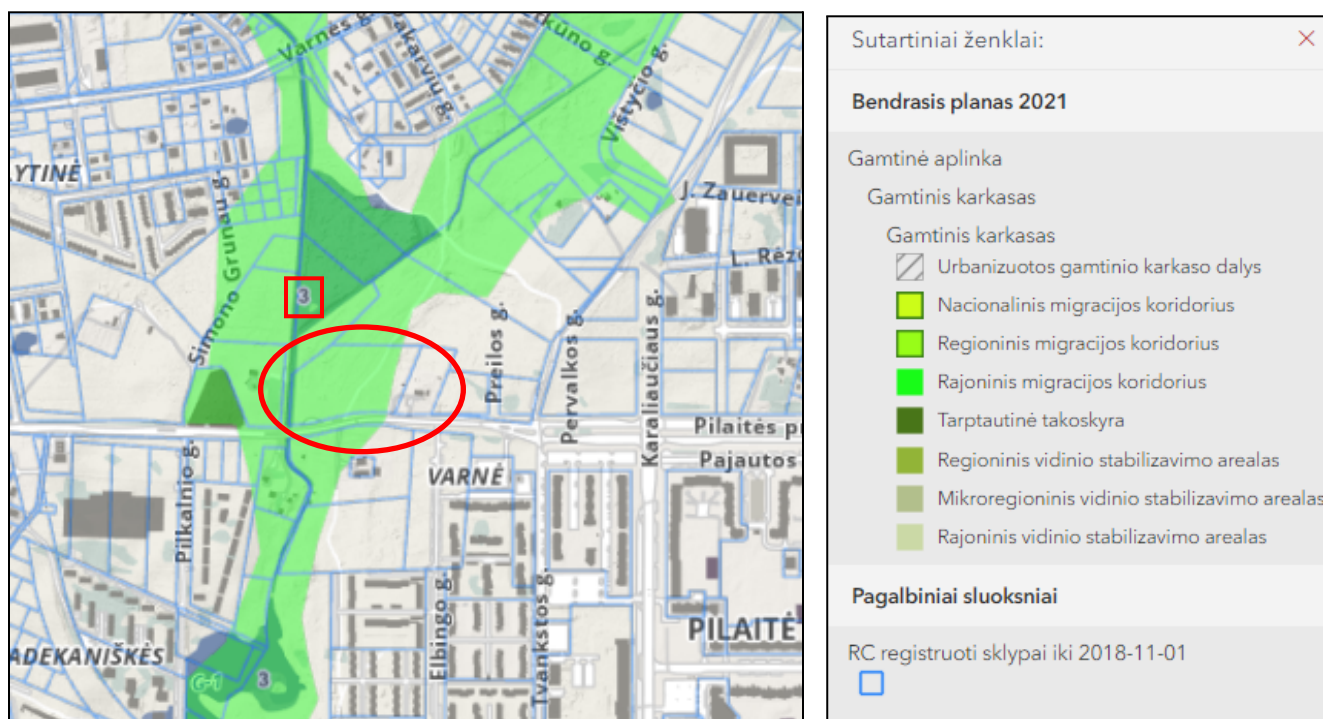 Varnės g.
Pakarvių g.
Vištyčio g.
YTINĖ
J. Zauervei
Simono Grunau g.
L. Rėzo
3
Preilos g.
Pervalkos g.
Karaliaučiaus g.
Pilaitės p
Pajautos
VARNĖ
Pilkalnio g.
Elbingo g.
Tvankstos g.
PILAITĖ
ADEKANIŠKĖS
G-1
3
Sutartiniai ženklai:
Bendrasis planas 2021
Gamtinė aplinka
Gamtinis karkasas
Gamtinis karkasas
Urbanizuotos gamtinio karkaso dalys
Nacionalinis migracijos koridorius
Regioninis migracijos koridorius
Rajoninis migracijos koridorius
Tarptautinė takoskyra
Regioninis vidinio stabilizavimo arealas
Mikroregioninis vidinio stabilizavimo arealas
Rajoninis vidinio stabilizavimo arealas
Pagalbiniai sluoksniai
RC registruoti sklypai iki 2018-11-01